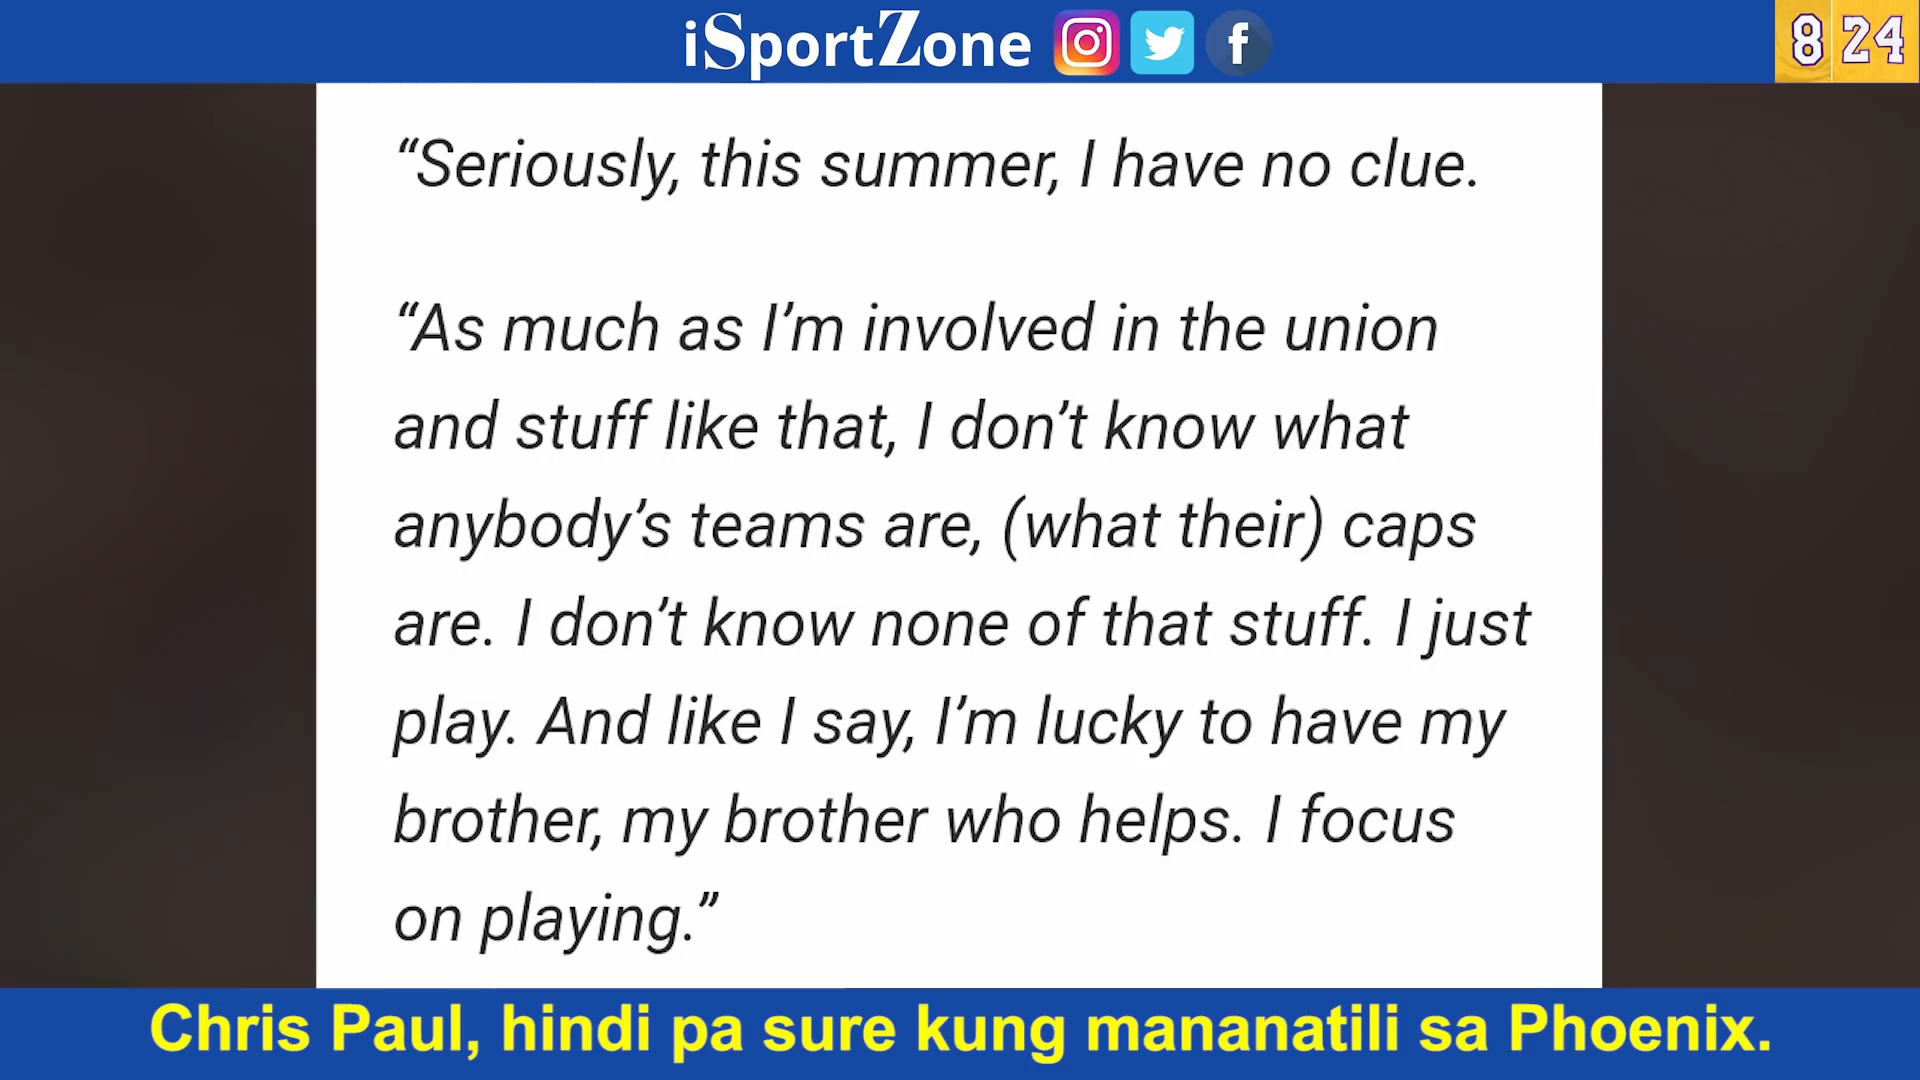 iSportZone
8 24
“Seriously, this summer, I have no clue.
“As much as I’m involved in the union
and stuff like that, I don’t know what
anybody’s teams are, (what their) caps
are. I don’t know none of that stuff. I just
play. And like I say, I’m lucky to have my
brother, my brother who helps. I focus
on playing.”
Chris Paul, hindi pa sure kung mananatili sa Phoenix.